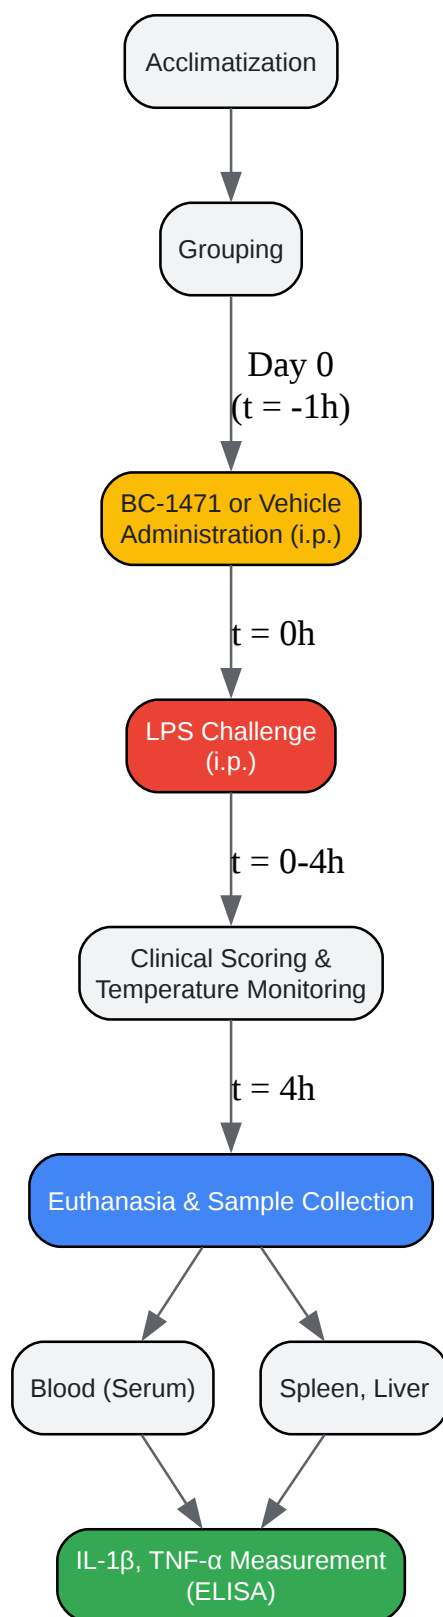 Acclimatization
Grouping
Day 0
(t = -1h)
BC-1471 or Vehicle
Administration (i.p.)
t = 0h
LPS Challenge
(i.p.)
t = 0-4h
Clinical Scoring &
Temperature Monitoring
t = 4h
Euthanasia & Sample Collection
Blood (Serum)
Spleen, Liver
IL-1β, TNF-α Measurement
(ELISA)